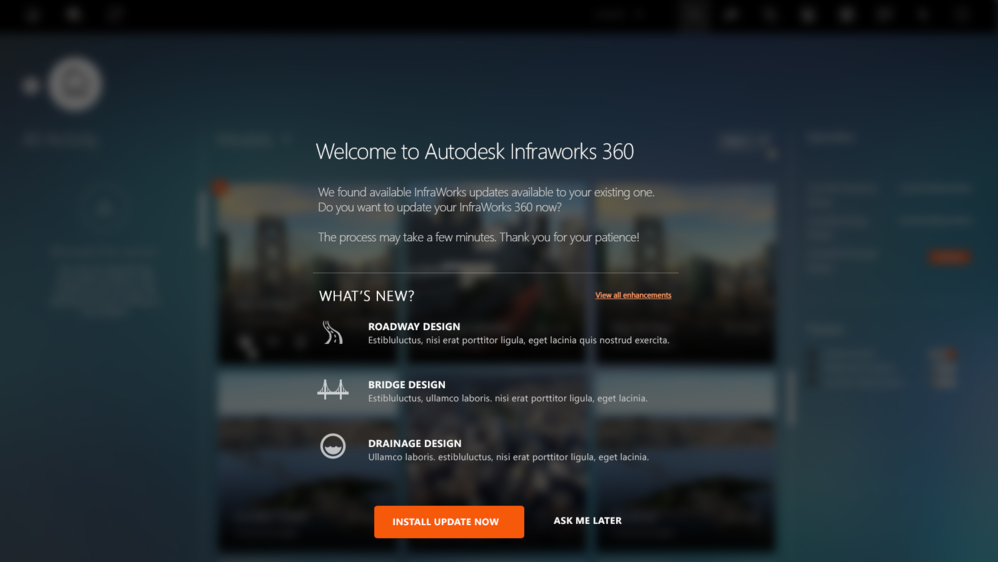 Welcome to Autodesk Infraworks 360
We found available InfraWorks updates available to your existing one.
Do you want to update your InfraWorks 360 now?
The process may take a few minutes. Thank you for your patience!
WHAT'S NEW?
View all enhancements
ROADWAY DESIGN
Estibluluctus, nisi erat porttitor ligula, eget lacinia quis nostrud exercita.
BRIDGE DESIGN
Estibluluctus, ullamco laboris. nisi erat porttitor ligula, eget lacinia.
DRAINAGE DESIGN
Ullamco laboris. estibluluctus, nisi erat porttitor ligula, eget lacinia.
INSTALL UPDATE NOW
ASK ME LATER